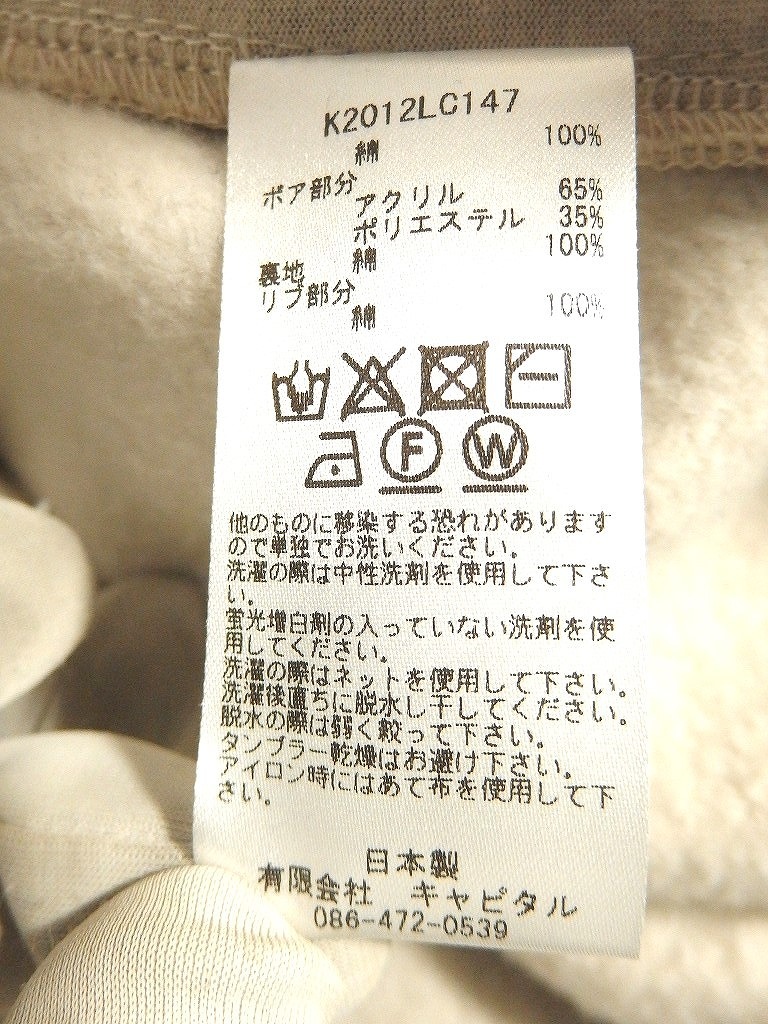 K2012LC147
綿 100%
ボア部分
アクリル 65%
ポリエステル 35%
綿 100%
裏地
リブ部分
綿 100%
F W
他のものに移染する恐れがあります
ので単独でお洗いください。
洗濯の際は中性洗剤を使用して下さ
い。
蛍光増白剤の入っていない洗剤を使
用してください。
洗濯の際はネットを使用して下さい。
洗濯後直ちに脱水し干してください。
脱水の際は弱く絞って下さい。
タンブラー乾燥はお避け下さい。
アイロン時にはあて布を使用して下
さい。
日本製
有限会社 キャピタル
086-472-0539